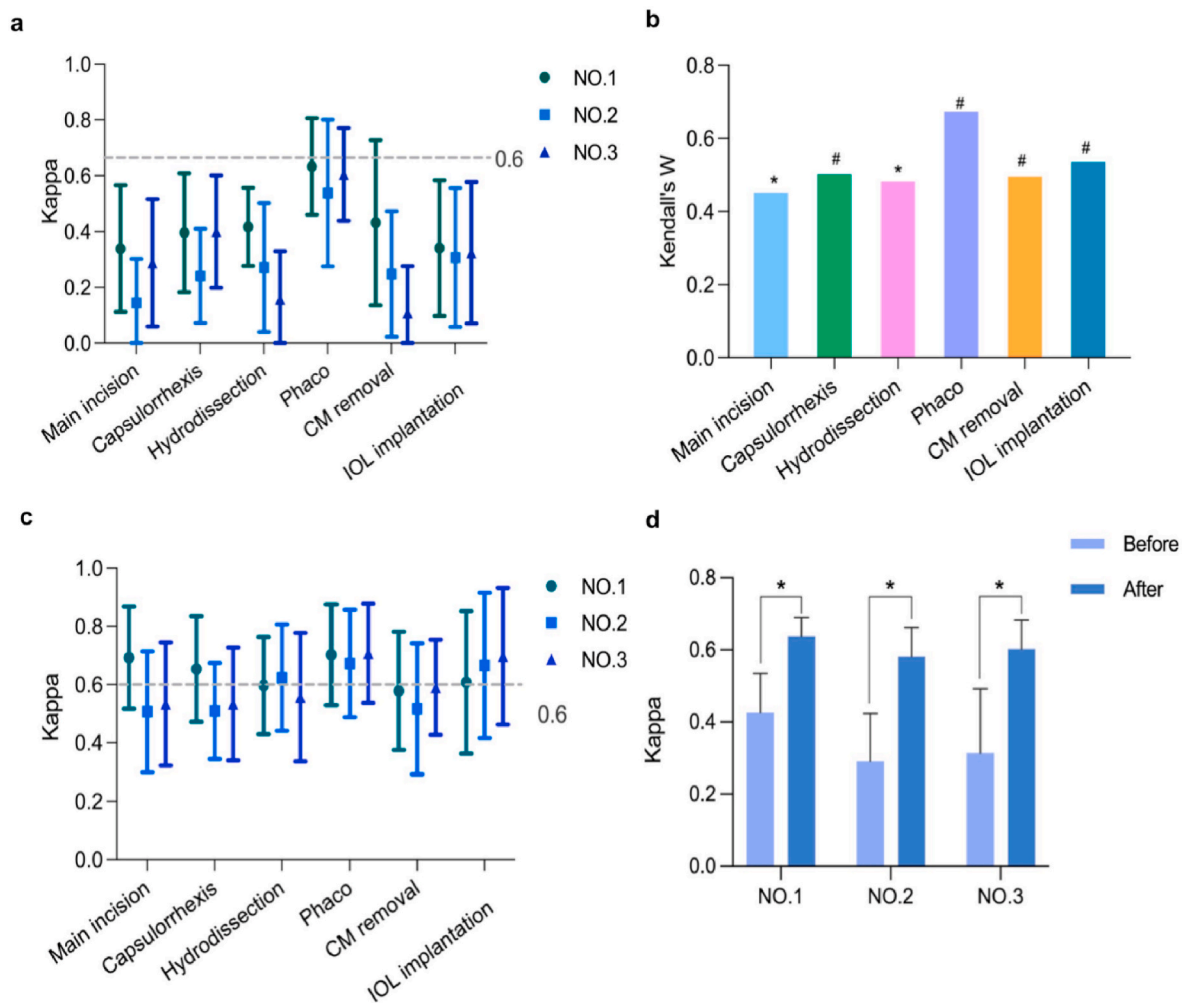 a
1.0
0.8
0.6
0.4
0.2
0.0
Kappa
NO.1
NO.2
NO.3
0.6
Main incision
Capsulorrhexis
Hydrodissection
Phaco
CM removal
IOL implantation
b
0.8
0.6
0.4
0.2
0.0
Kendall's W
*
#
*
#
#
#
Main incision
Capsulorrhexis
Hydrodissection
Phaco
CM removal
IOL implantation
c
1.0
0.8
0.6
0.4
0.2
0.0
Kappa
NO.1
NO.2
NO.3
0.6
Main incision
Capsulorrhexis
Hydrodissection
Phaco
CM removal
IOL implantation
d
Before
After
0.8
0.6
0.4
0.2
0.0
Kappa
*
*
*
NO.1
NO.2
NO.3